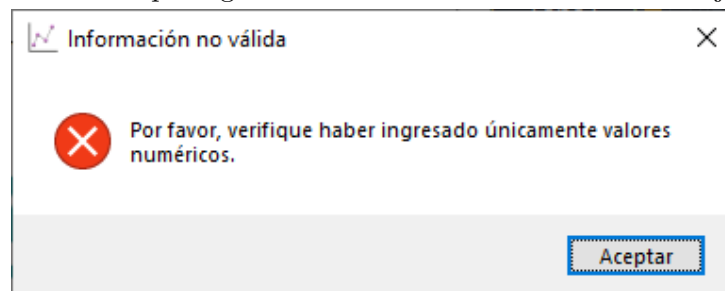 Información no válida
Por favor, verifique haber ingresado únicamente valores
numéricos.
Aceptar